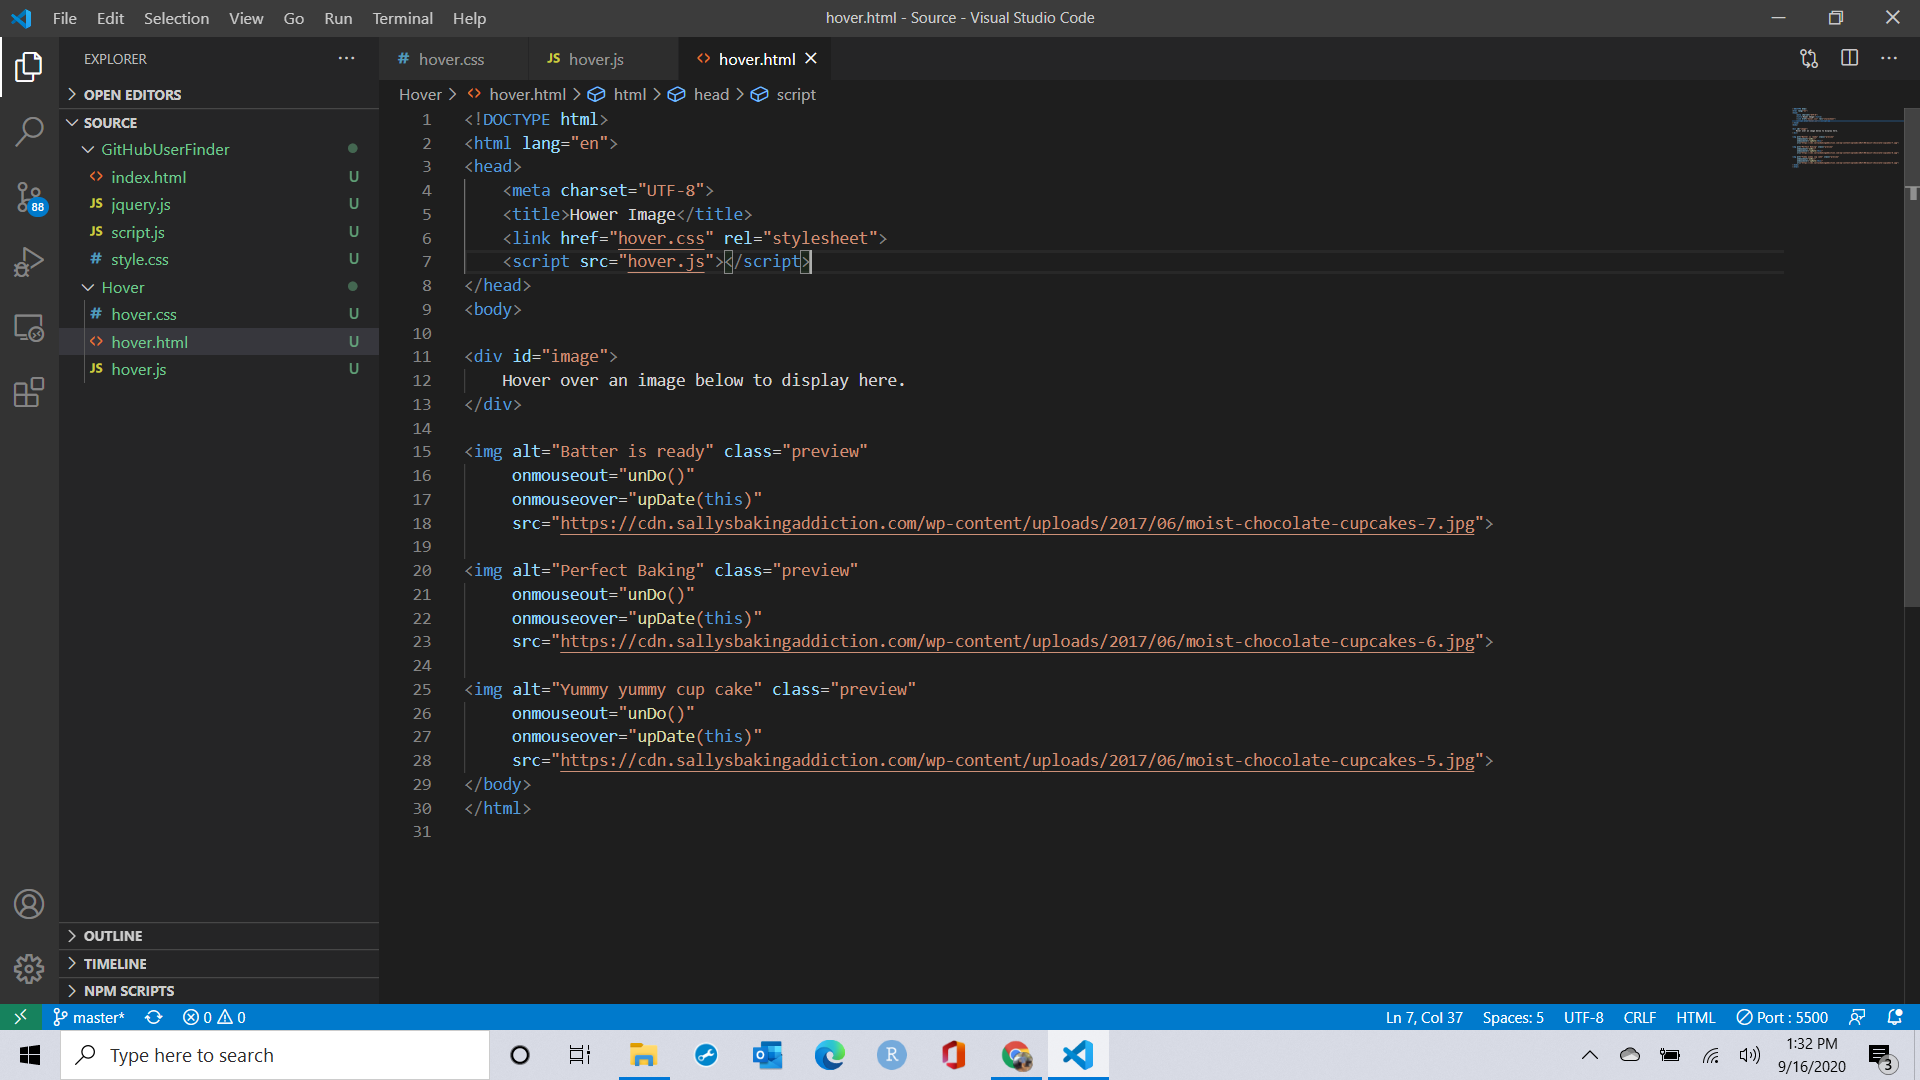 File Edit Selection View Go Run Terminal Help
hover.html - Source - Visual Studio Code
EXPLORER
OPEN EDITORS
SOURCE
GitHubUserFinder
index.html U
JS jquery.js U
JS script.js U
# style.css U
Hover
# hover.css U
hover.html U
JS hover.js U
88
OUTLINE
TIMELINE
NPM SCRIPTS
# hover.css JS hover.js <> hover.html
Hover > <> hover.html > html > head > script
1 <!DOCTYPE html>
2 <html lang="en">
3 <head>
4 <meta charset="UTF-8">
5 <title>Hower Image</title>
6 <link href="hover.css" rel="stylesheet">
7 <script src="hover.js"></script>
8 </head>
9 <body>
10
11 <div id="image">
12 Hover over an image below to display here.
13 </div>
14
15 <img alt="Batter is ready" class="preview"
16 onmouseout="unDo()"
17 onmouseover="upDate(this)"
18 src="https://cdn.sallysbakingaddiction.com/wp-content/uploads/2017/06/moist-chocolate-cupcakes-7.jpg">
19
20 <img alt="Perfect Baking" class="preview"
21 onmouseout="unDo()"
22 onmouseover="upDate(this)"
23 src="https://cdn.sallysbakingaddiction.com/wp-content/uploads/2017/06/moist-chocolate-cupcakes-6.jpg">
24
25 <img alt="Yummy yummy cup cake" class="preview"
26 onmouseout="unDo()"
27 onmouseover="upDate(this)"
28 src="https://cdn.sallysbakingaddiction.com/wp-content/uploads/2017/06/moist-chocolate-cupcakes-5.jpg">
29 </body>
30 </html>
31
master* 0 0
Ln 7, Col 37 Spaces: 5 UTF-8 CRLF HTML Port : 5500
Type here to search
R
1:32 PM
9/16/2020
3